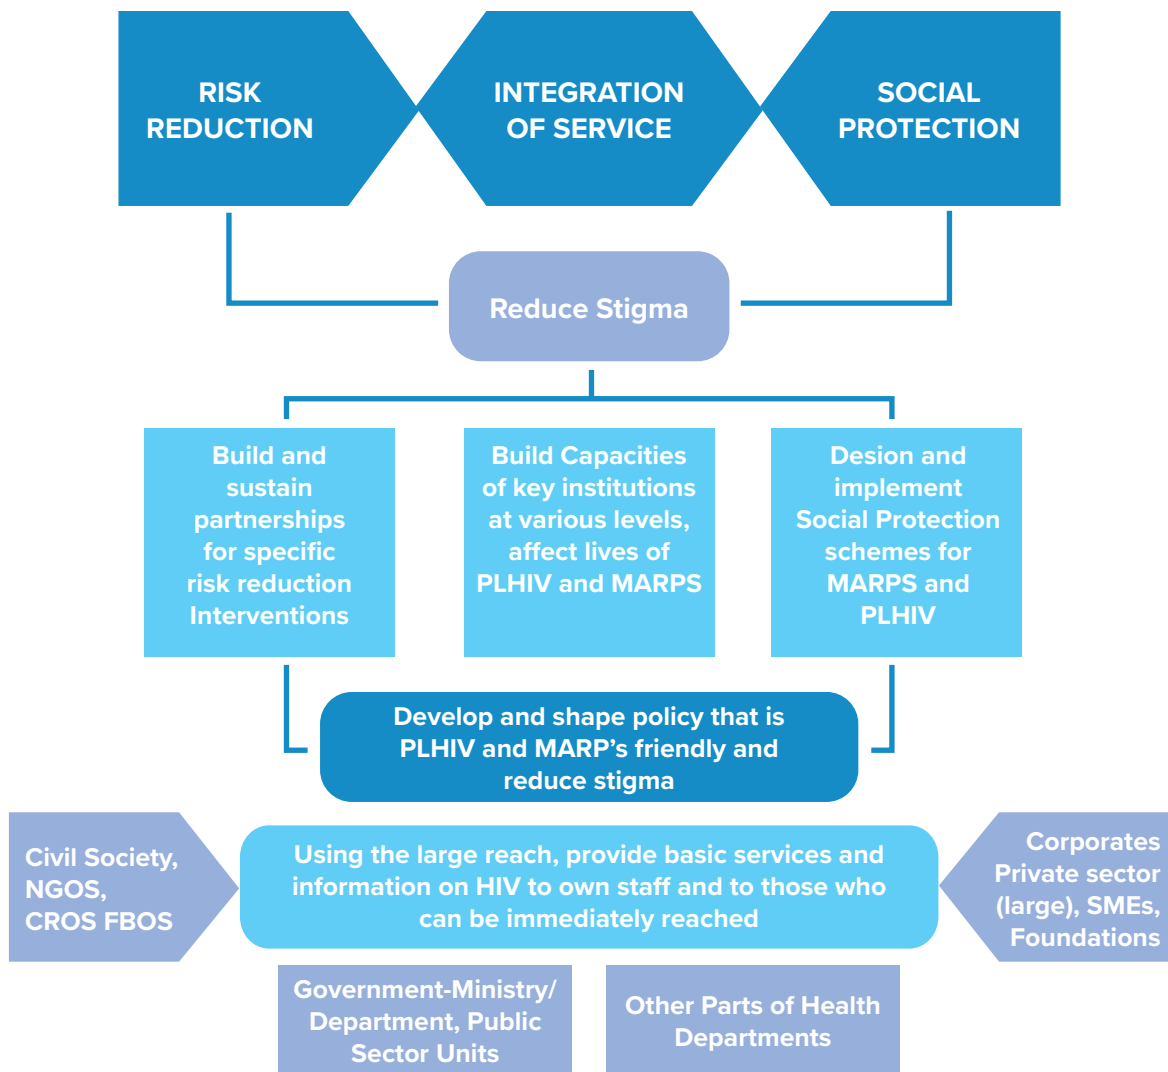 RISK
REDUCTION
INTEGRATION
OF SERVICE
SOCIAL
PROTECTION
Reduce Stigma
Build and
sustain
partnerships
for specific
risk reduction
Interventions
Build Capacities
of key institutions
at various levels,
affect lives of
PLHIV and MARPS
Desion and
implement
Social Protection
schemes for
MARPS and
PLHIV
Develop and shape policy that is
PLHIV and MARP’s friendly and
reduce stigma
Civil Society,
NGOS,
CROS FBOS
Using the large reach, provide basic services and
information on HIV to own staff and to those who
can be immediately reached
Corporates
Private sector
(large), SMEs,
Foundations
Government-Ministry/
Department, Public
Sector Units
Other Parts of Health
Departments